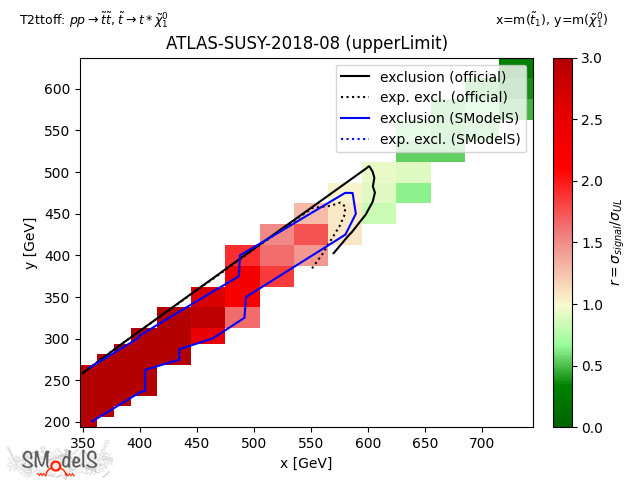 T2ttoff: pp → t̃t̃, t̃ → t * χ̃₁⁰
x=m(t̃₁), y=m(χ̃₁⁰)
ATLAS-SUSY-2018-08 (upperLimit)
exclusion (official)
exp. excl. (official)
exclusion (SModelS)
exp. excl. (SModelS)
y [GeV]
600
550
500
450
400
350
300
250
200
350 400 450 500 550 600 650 700
x [GeV]
3.0
2.5
2.0
1.5
1.0
0.5
0.0
r = σ_signal/σ_UL
SModelS